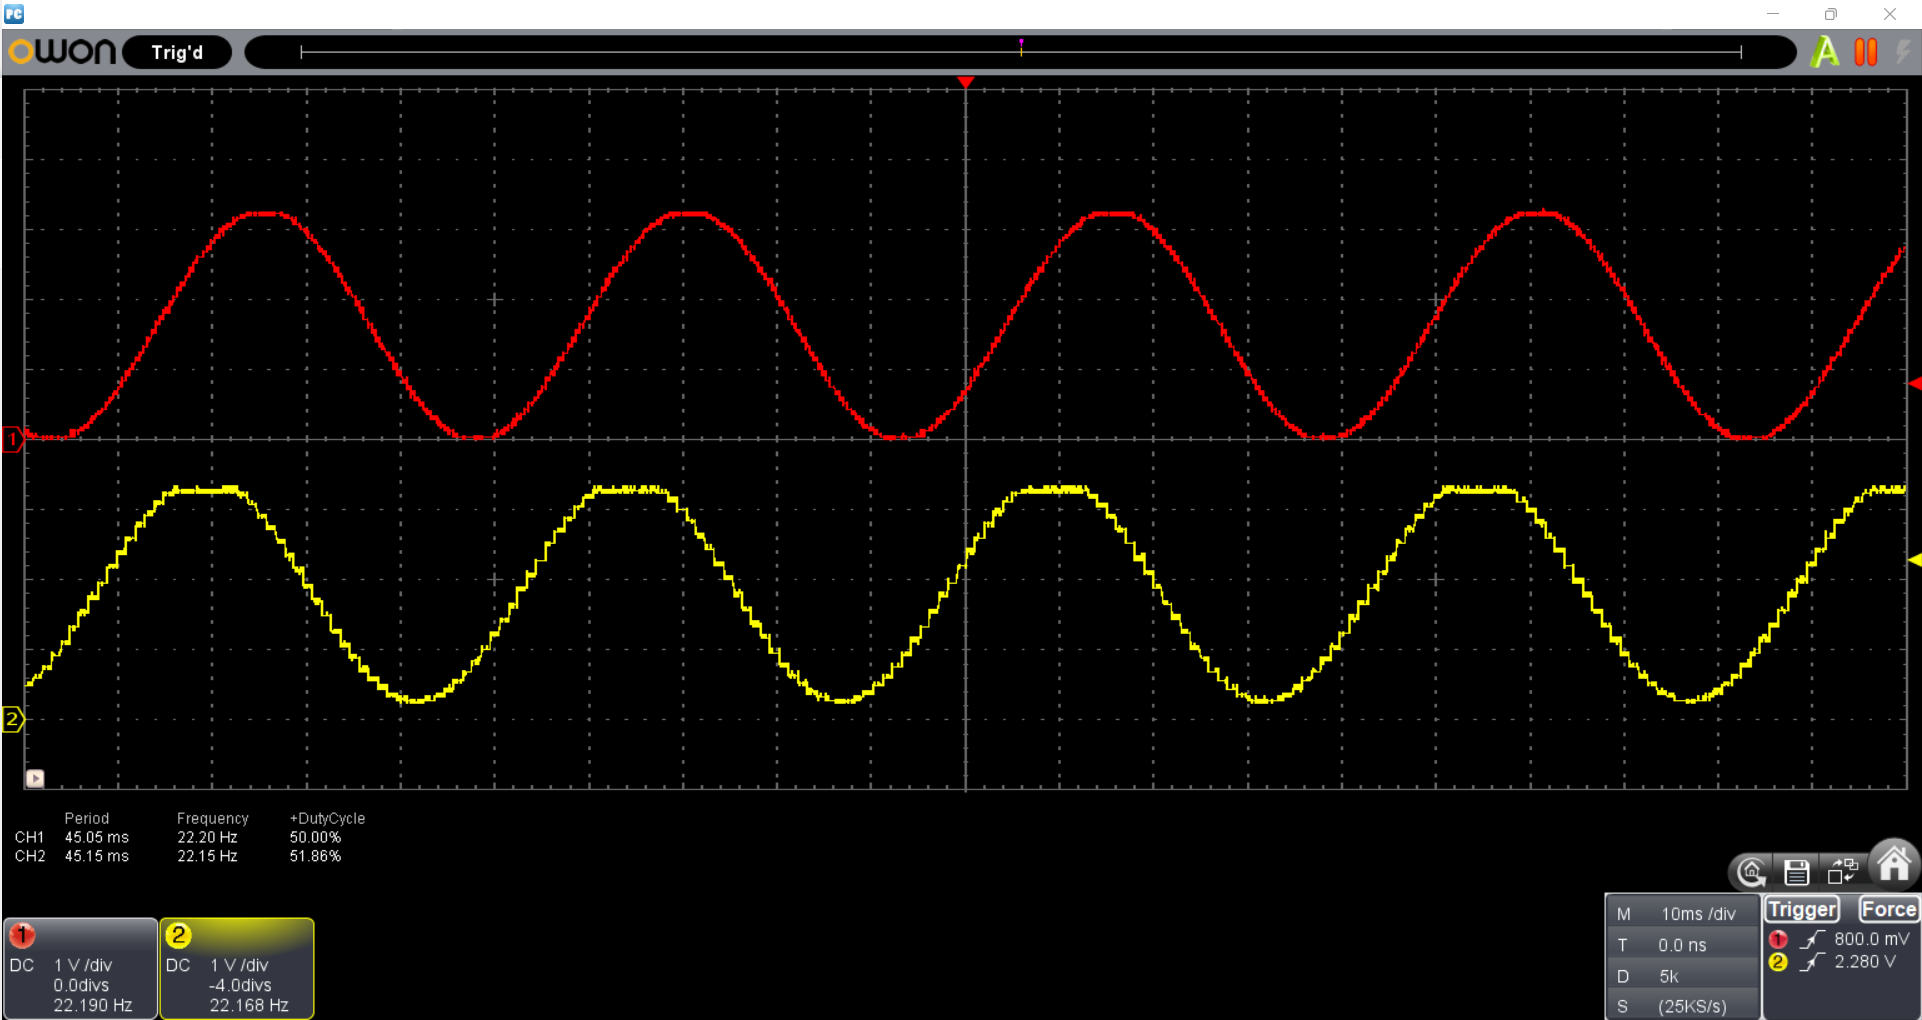 PC
owon Trig'd A
1
2
Period Frequency +DutyCycle
CH1 45.05 ms 22.20 Hz 50.00%
CH2 45.15 ms 22.15 Hz 51.86%
1
DC 1 V /div
0.0divs
22.190 Hz
2
DC 1 V /div
-4.0divs
22.168 Hz
M 10ms /div
T 0.0 ns
D 5k
S (25KS/s)
Trigger Force
1 800.0 mV
2 2.280 V